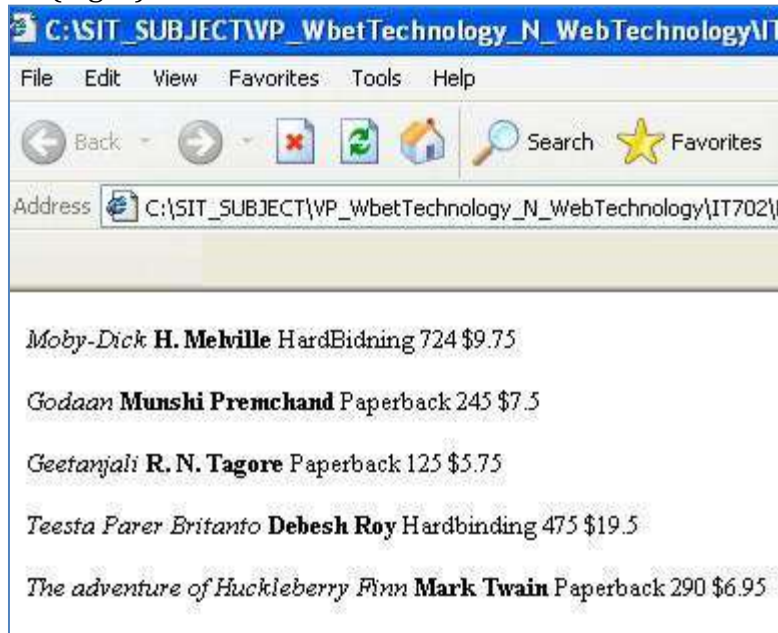 C:\SIT_SUBJECT\VP_WbetTechnology_N_WebTechnology\IT
File Edit View Favorites Tools Help
Back Search Favorites
Address C:\SIT_SUBJECT\VP_WbetTechnology_N_WebTechnology\IT702\
Moby-Dick H. Melville HardBidning 724 $9.75
Godaan Munshi Premchand Paperback 245 $7.5
Geetanjali R. N. Tagore Paperback 125 $5.75
Teesta Parer Britanto Debesh Roy Hardbinding 475 $19.5
The adventure of Huckleberry Finn Mark Twain Paperback 290 $6.95